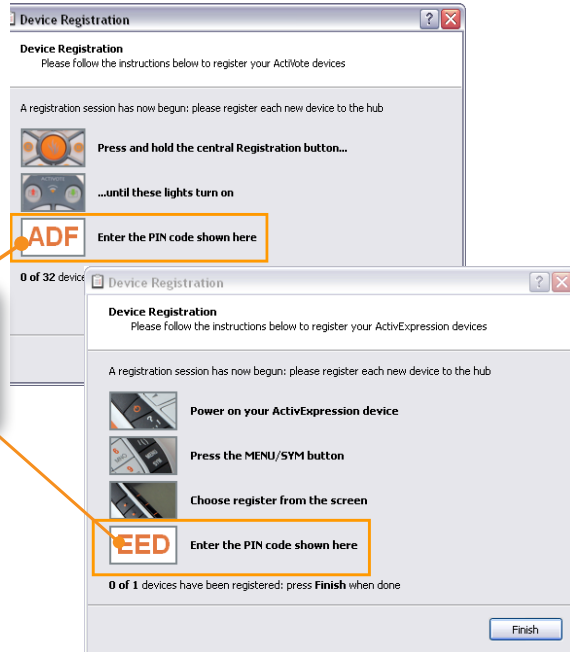 Device Registration
Device Registration
Please follow the instructions below to register your ActiVote devices
A registration session has now begun: please register each new device to the hub
Press and hold the central Registration button...
...until these lights turn on
ADF Enter the PIN code shown here
0 of 32 device
Device Registration
Device Registration
Please follow the instructions below to register your ActivExpression devices
A registration session has now begun: please register each new device to the hub
Power on your ActivExpression device
Press the MENU/SYM button
Choose register from the screen
EED Enter the PIN code shown here
0 of 1 devices have been registered: press Finish when done
Finish